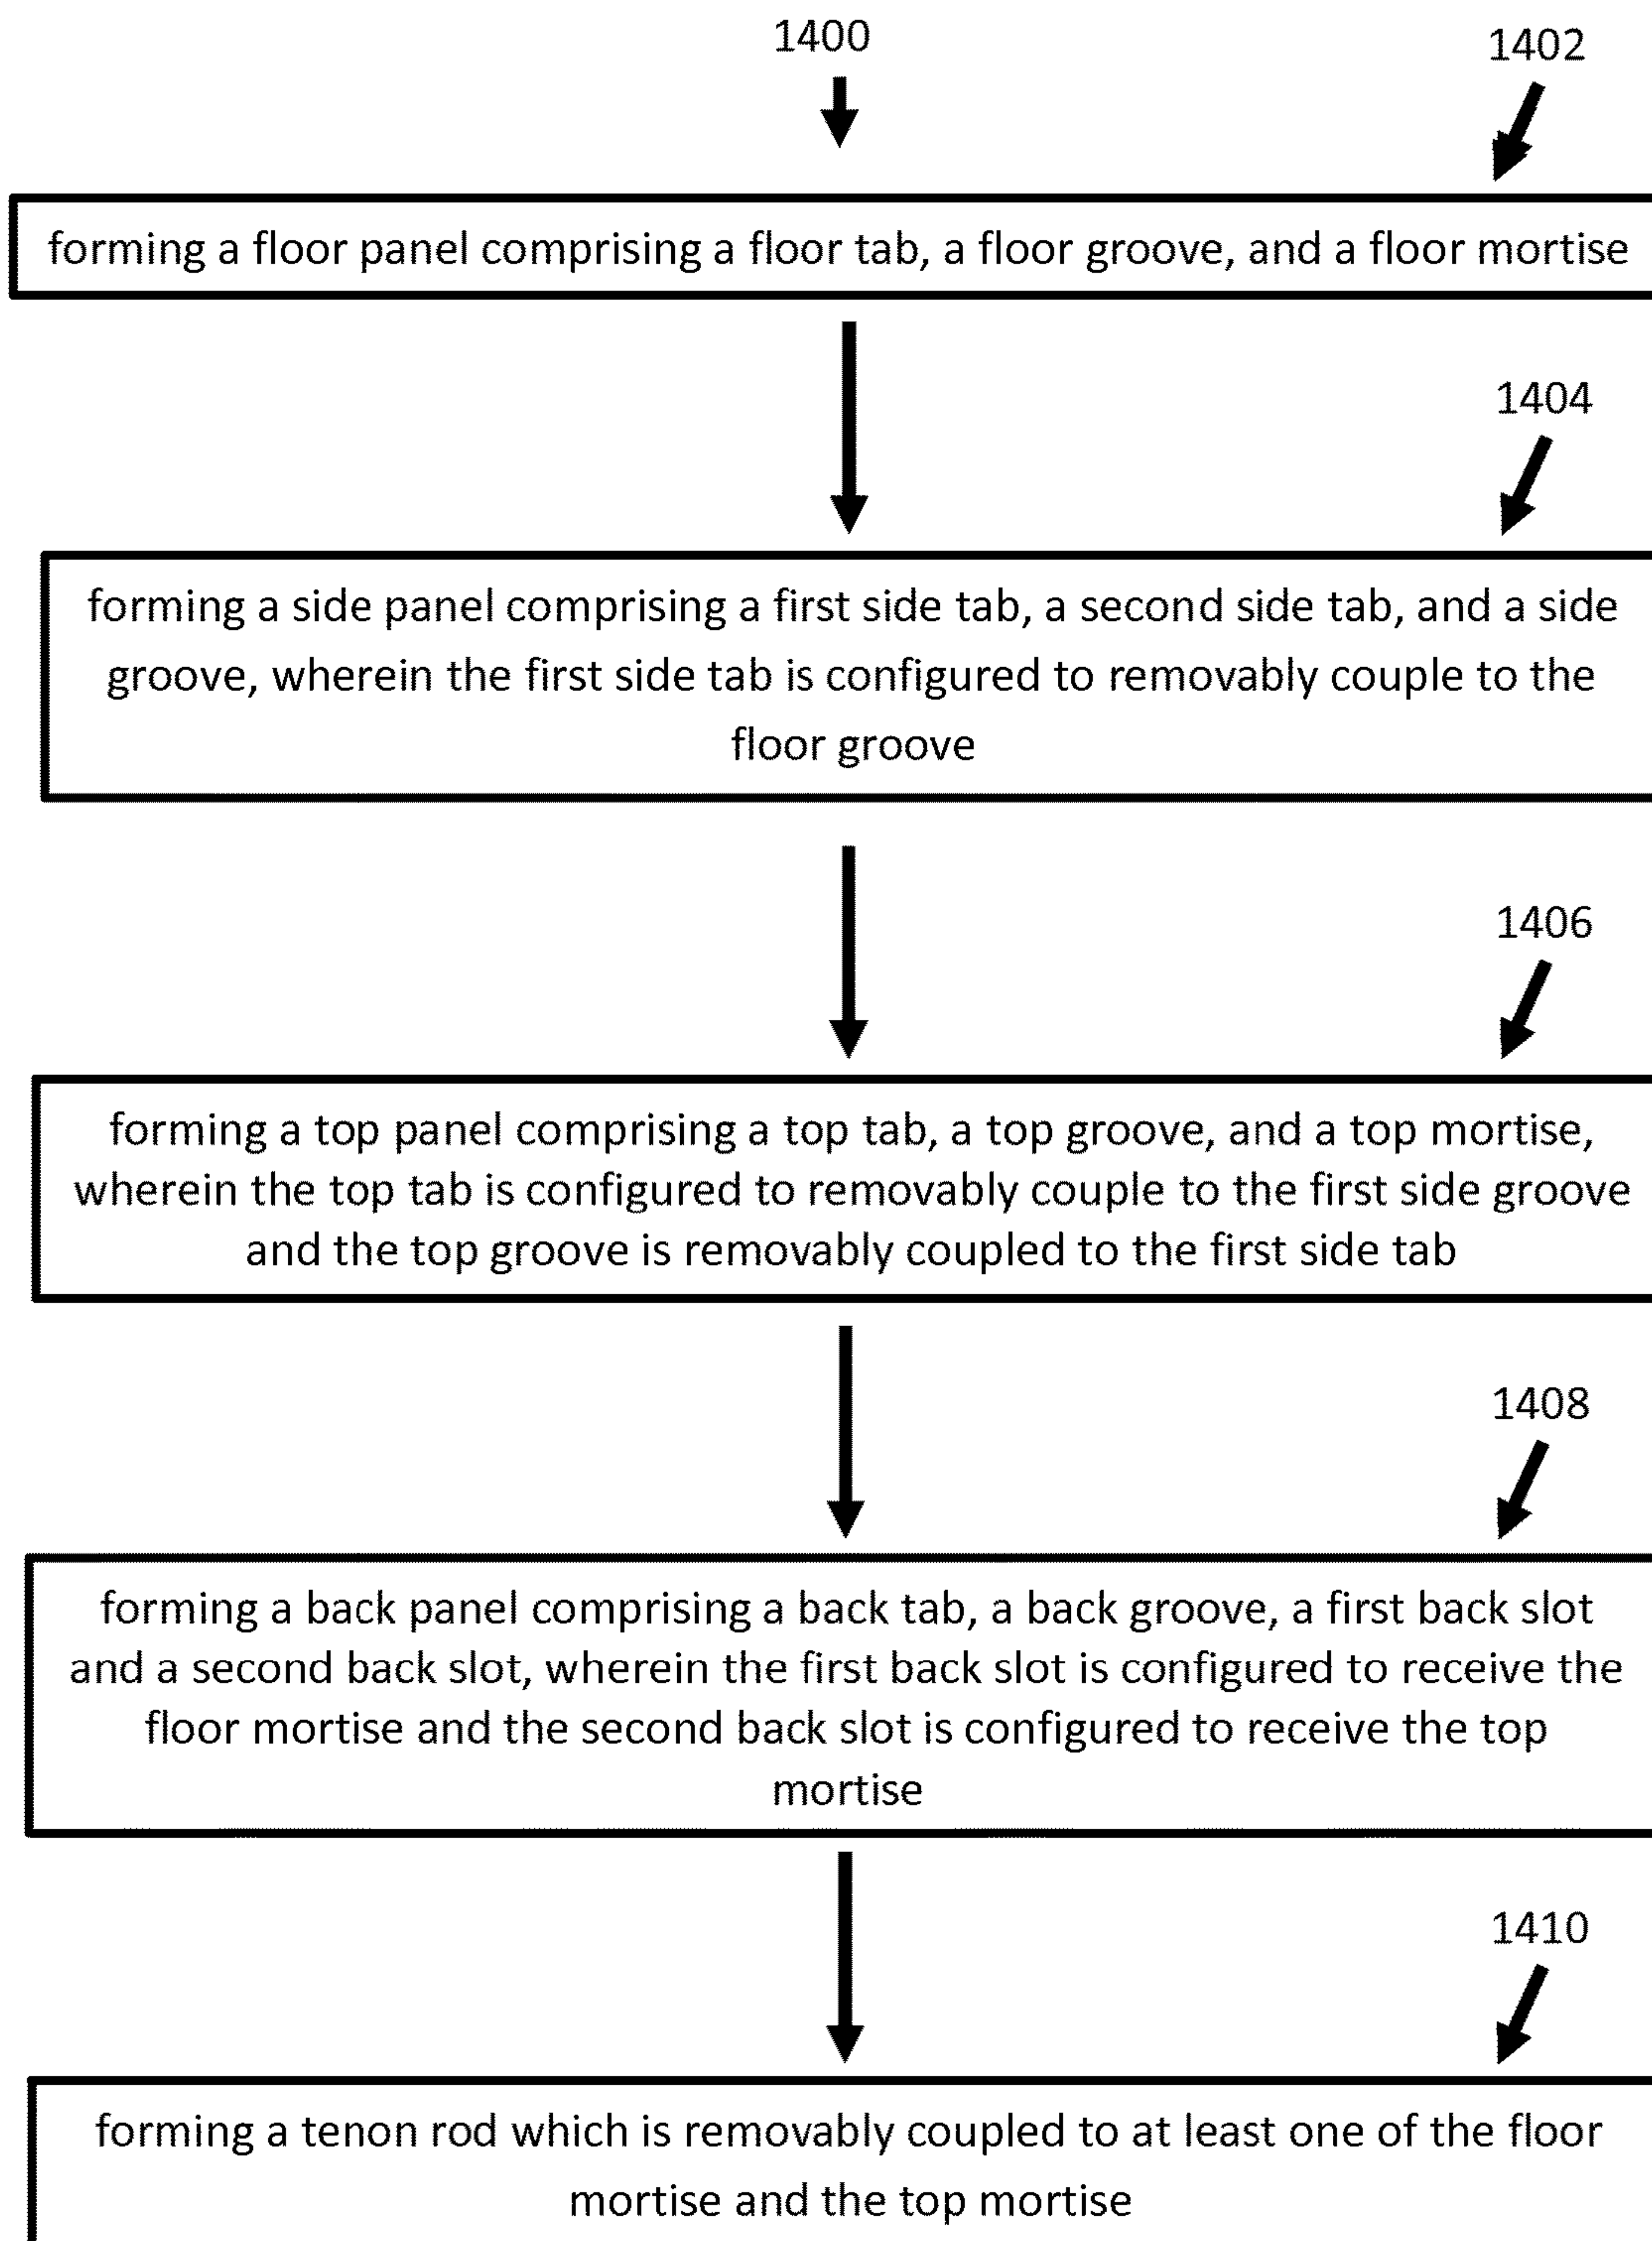 1400
1402
forming a floor panel comprising a floor tab, a floor groove, and a floor mortise
1404
forming a side panel comprising a first side tab, a second side tab, and a side
groove, wherein the first side tab is configured to removably couple to the
floor groove
1406
forming a top panel comprising a top tab, a top groove, and a top mortise,
wherein the top tab is configured to removably couple to the first side groove
and the top groove is removably coupled to the first side tab
1408
forming a back panel comprising a back tab, a back groove, a first back slot
and a second back slot, wherein the first back slot is configured to receive the
floor mortise and the second back slot is configured to receive the top
mortise
1410
forming a tenon rod which is removably coupled to at least one of the floor
mortise and the top mortise